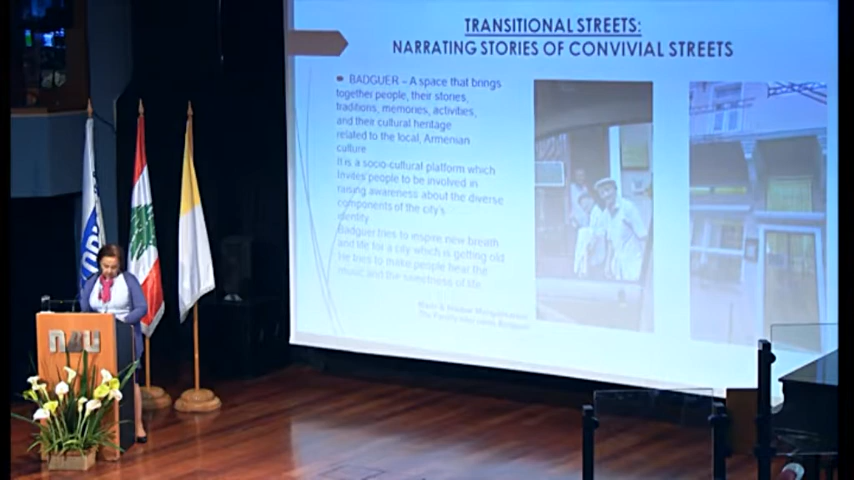 TRANSITIONAL STREETS:
NARRATING STORIES OF CONVIVIAL STREETS
BADGUER – A space that brings
together people, their stories,
traditions, memories, activities,
and their cultural heritage
related to the local, Armenian
culture
It is a socio-cultural platform which
Invites people to be involved in
raising awareness about the diverse
components of the city's
identity
Badguer tries to inspire new breath
and life for a city which is getting old
He tries to make people hear the
music and the sweetness of life
NDU